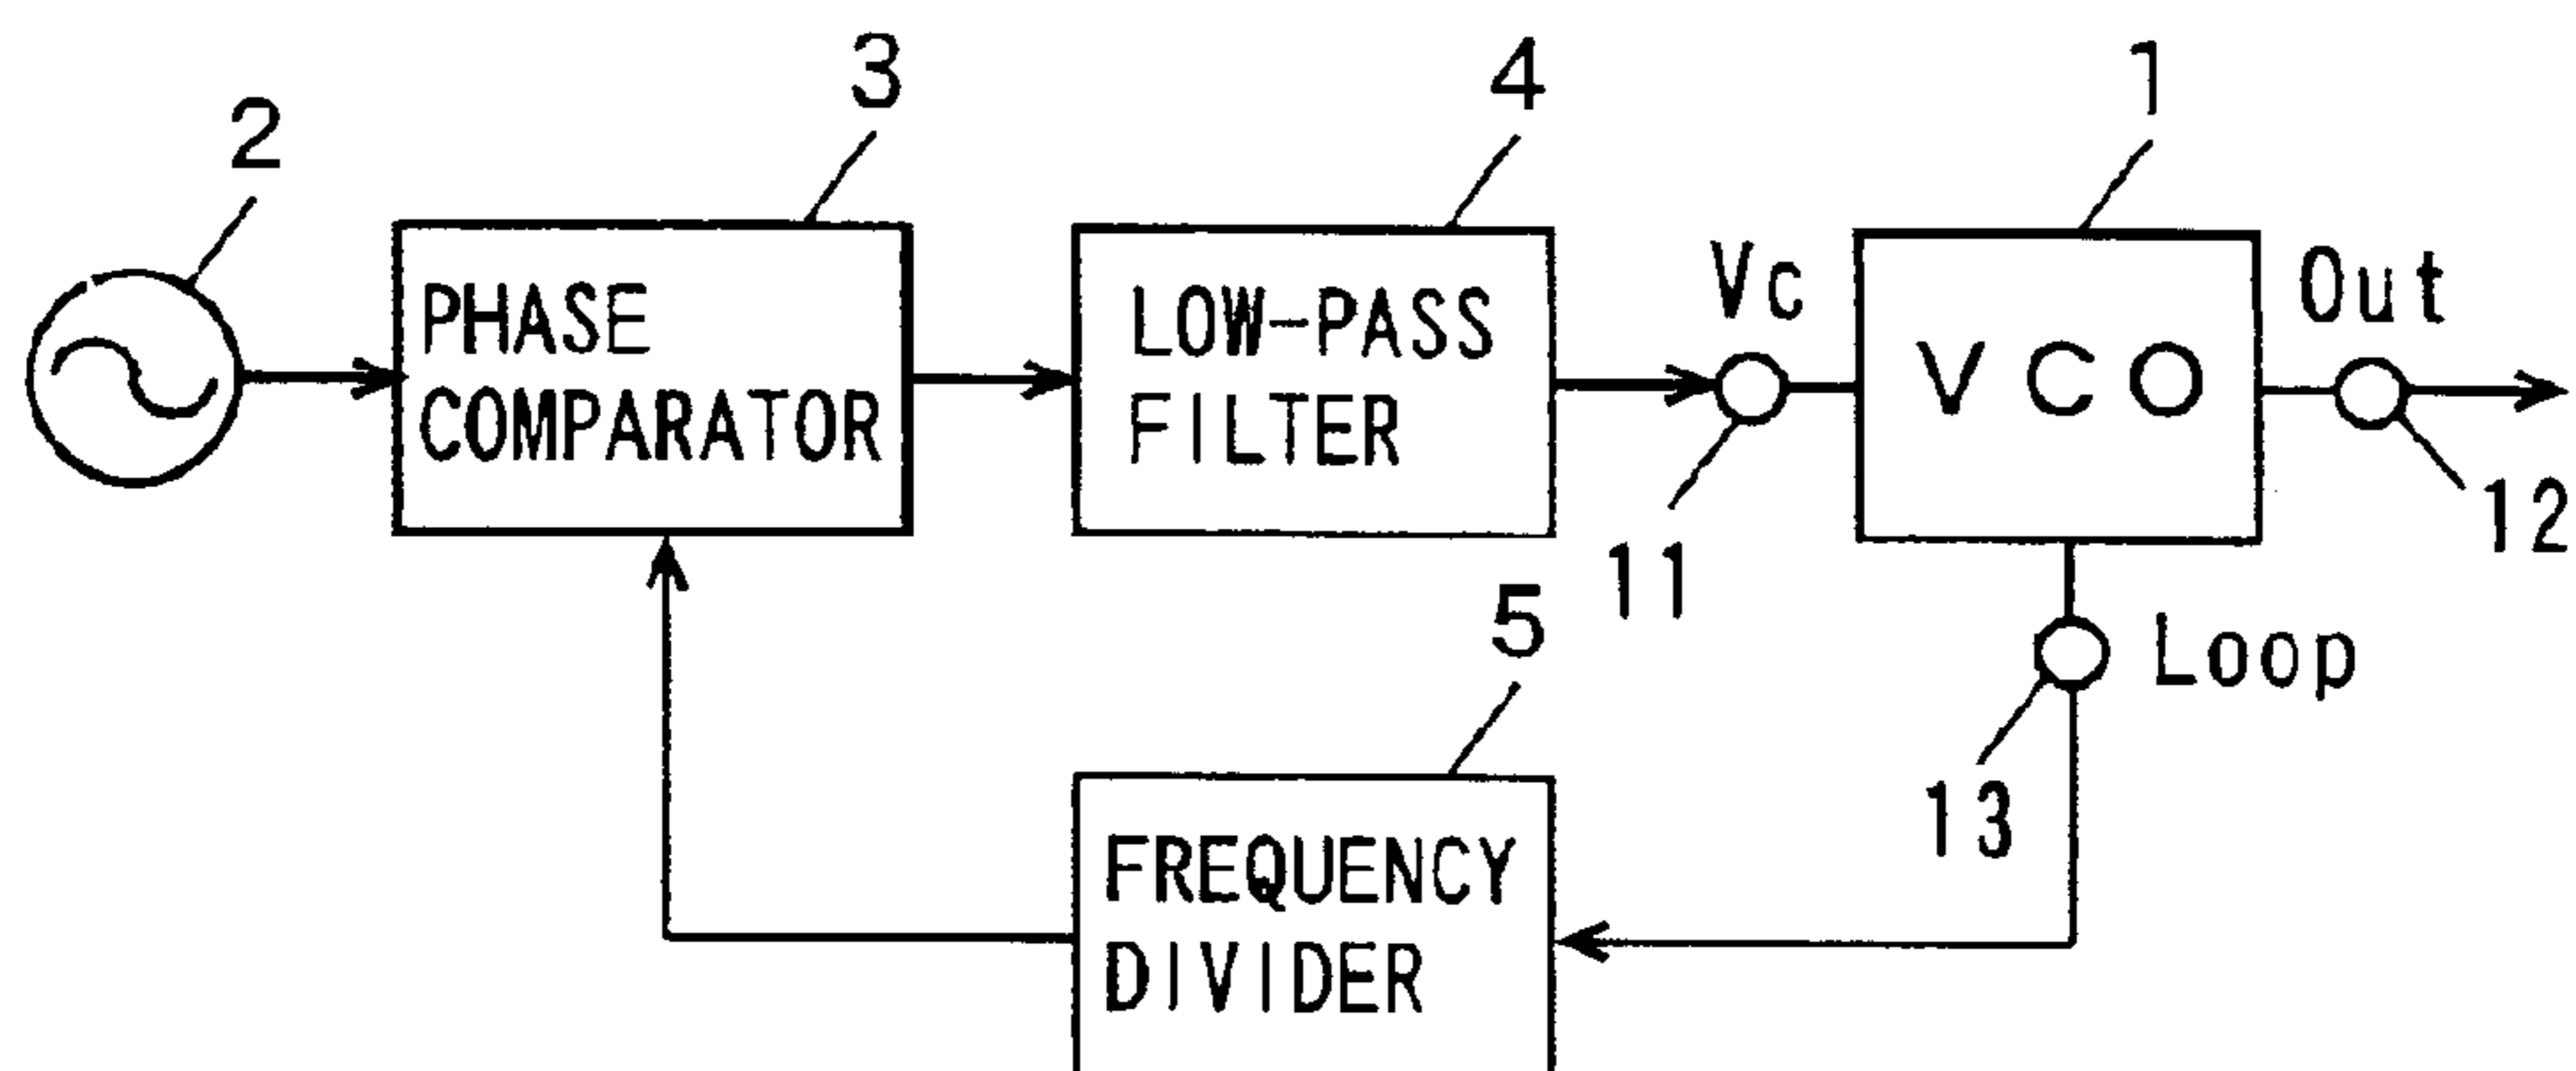 2
3
4
1
PHASE
COMPARATOR
LOW-PASS
FILTER
Vc
VCO
Out
11
12
5
Loop
13
FREQUENCY
DIVIDER